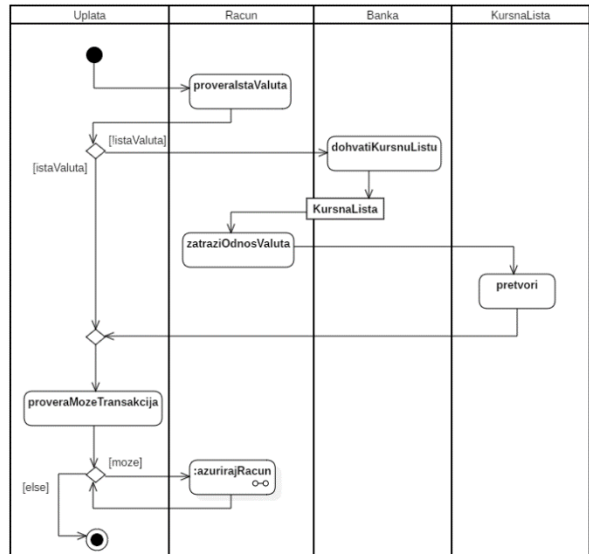 Uplata
Racun
Banka
KursnaLista
proveraIstaValuta
[!istaValuta]
[istaValuta]
dohvatiKursnuListu
KursnaLista
zatraziOdnosValuta
pretvori
proveraMozeTransakcija
[moze]
:azurirajRacun
[else]